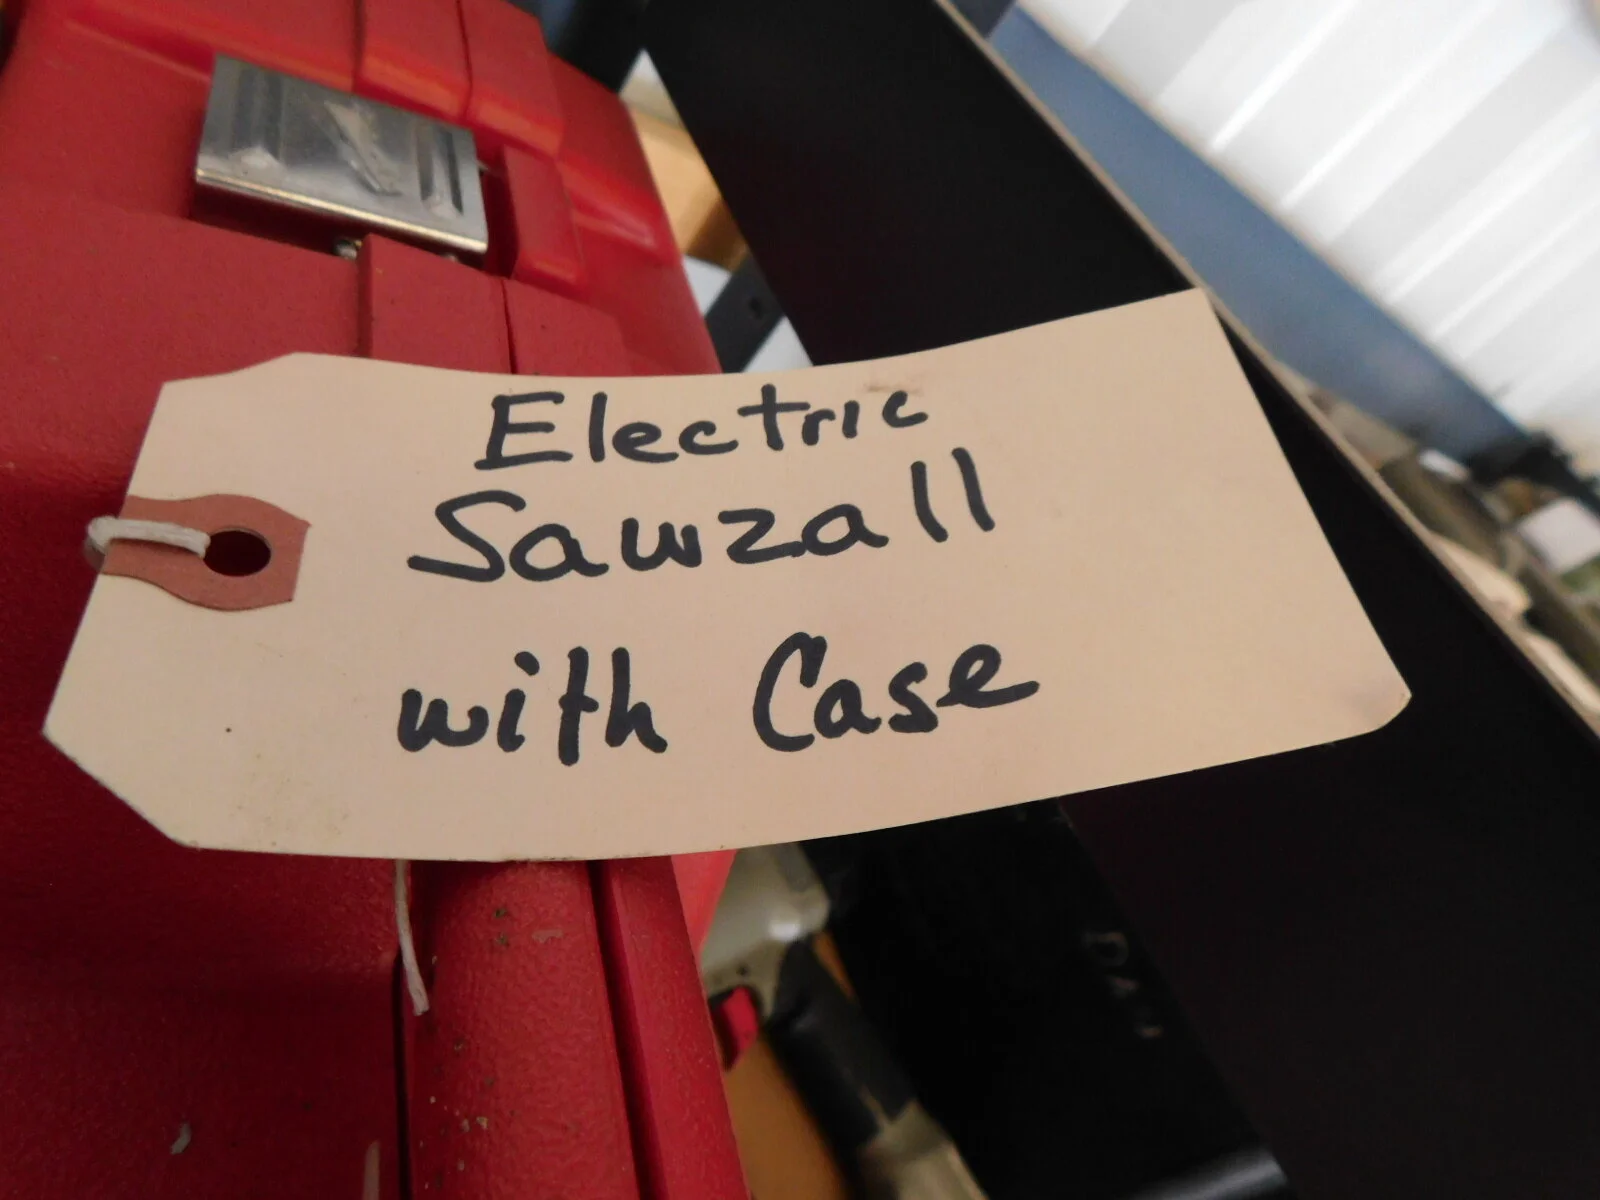 Electric
Sawzall
with Case